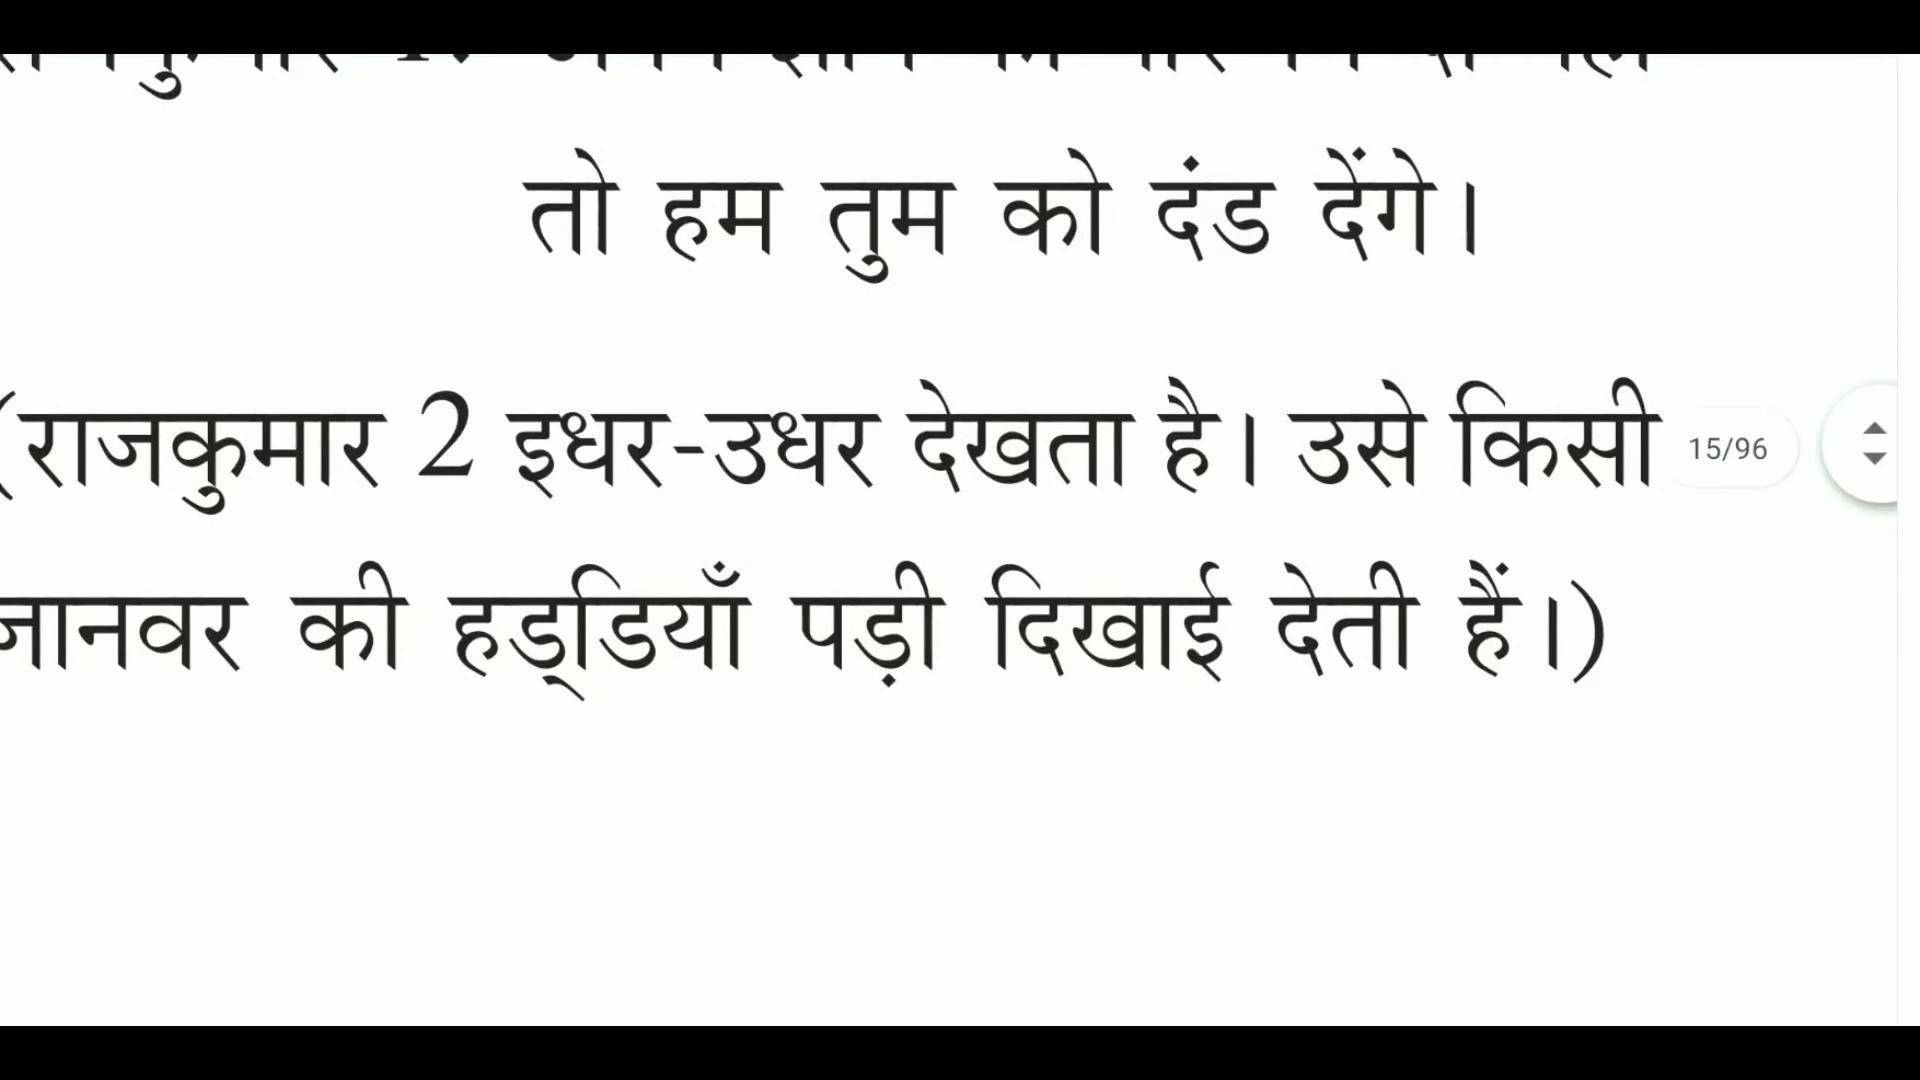 तो हम तुम को दंड देंगे।
(राजकुमार 2 इधर-उधर देखता है। उसे किसी
15/96
जानवर की हड्डियाँ पड़ी दिखाई देती हैं।)